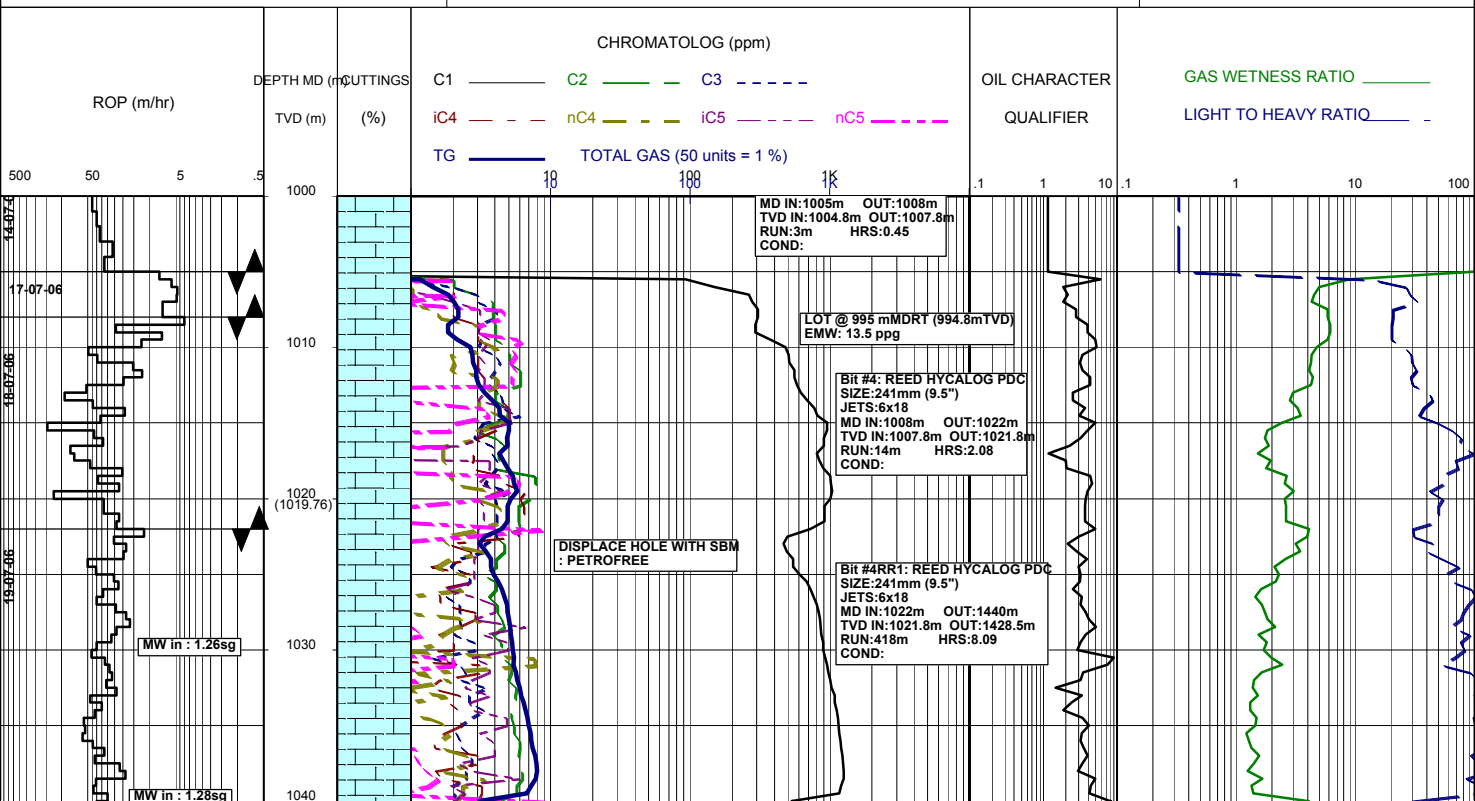 CHROMATOLOG (ppm)
DEPTH MD (m)
CUTTINGS
C1
C2
C3
OIL CHARACTER
GAS WETNESS RATIO
ROP (m/hr)
TVD (m)
(%)
iC4
nC4
iC5
nC5
QUALIFIER
LIGHT TO HEAVY RATIO
TG
TOTAL GAS (50 units = 1 %)
500 50 5 .5
10 100 1K
10 100 1K
.1 1 10
.1 1 10 100
1000
14-07-0
MD IN:1005m OUT:1008m
TVD IN:1004.8m OUT:1007.8m
RUN:3m HRS:0.45
COND:
17-07-06
LOT @ 995 mMDRT (994.8mTVD)
EMW: 13.5 ppg
1010
18-07-06
Bit #4: REED HYCALOG PDC
SIZE:241mm (9.5")
JETS:6x18
MD IN:1008m OUT:1022m
TVD IN:1007.8m OUT:1021.8m
RUN:14m HRS:2.08
COND:
1020
(1019.76)
DISPLACE HOLE WITH SBM
: PETROFREE
19-07-06
Bit #4RR1: REED HYCALOG PDC
SIZE:241mm (9.5")
JETS:6x18
MD IN:1022m OUT:1440m
TVD IN:1021.8m OUT:1428.5m
RUN:418m HRS:8.09
COND:
MW in : 1.26sg
1030
MW in : 1.28sg
1040